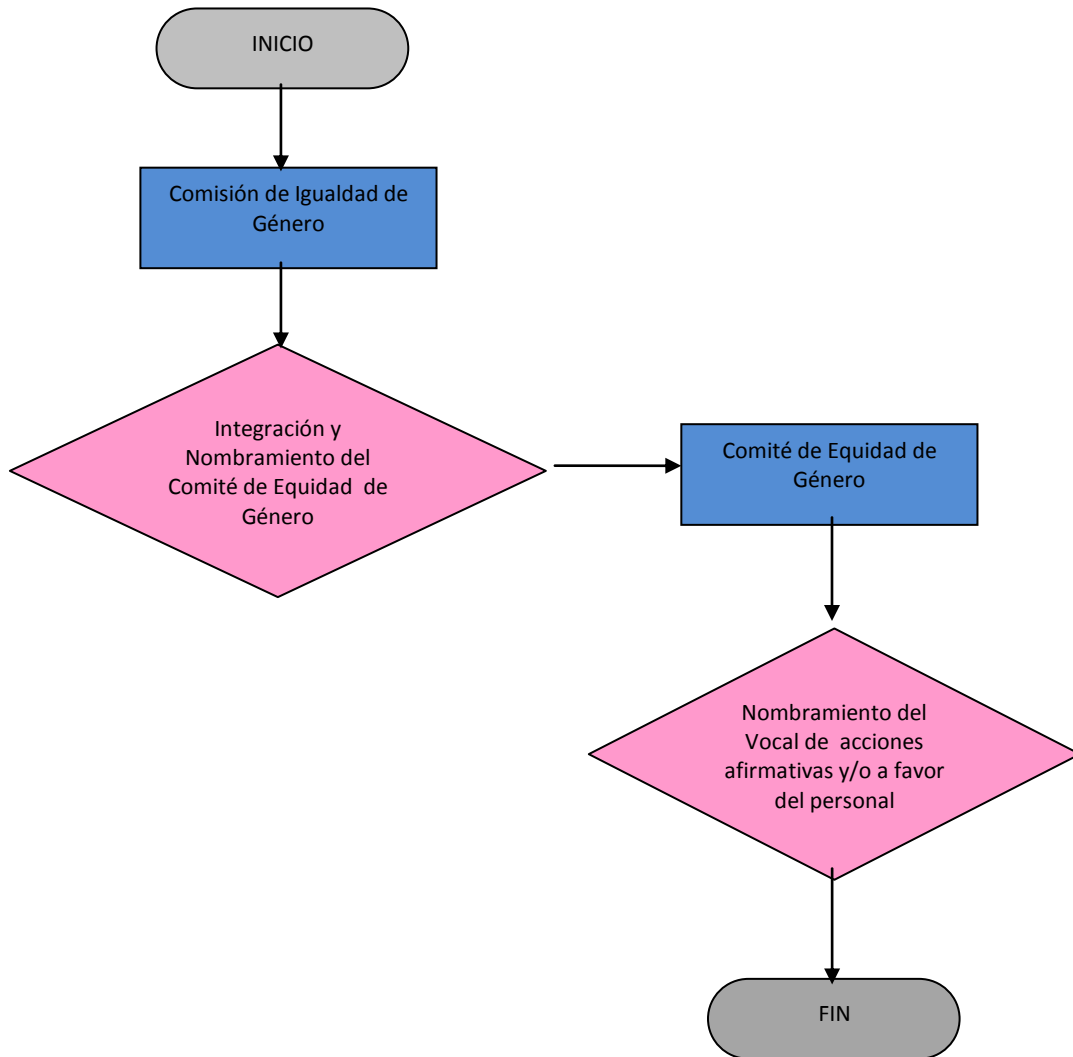 INICIO
Comisión de Igualdad de
Género
Integración y
Nombramiento del
Comité de Equidad de
Género
Comité de Equidad de
Género
Nombramiento del
Vocal de acciones
afirmativas y/o a favor
del personal
FIN